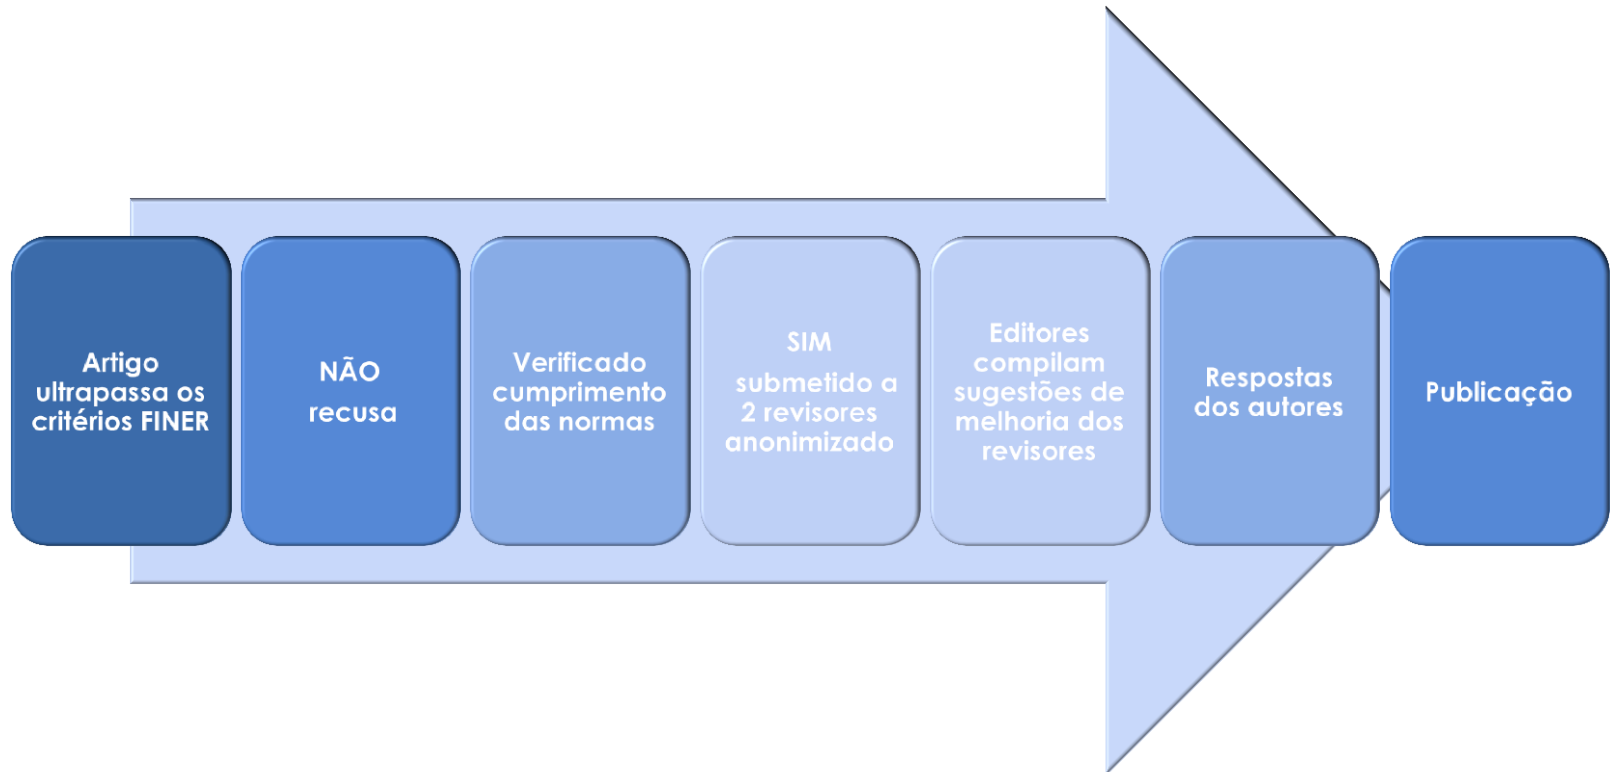 Artigo
ultrapassa os
critérios FINER
NÃO
recusa
Verificado
cumprimento
das normas
SIM
submetido a
2 revisores
anonimizado
Editores
compilam
sugestões de
melhoria dos
revisores
Respostas
dos autores
Publicação